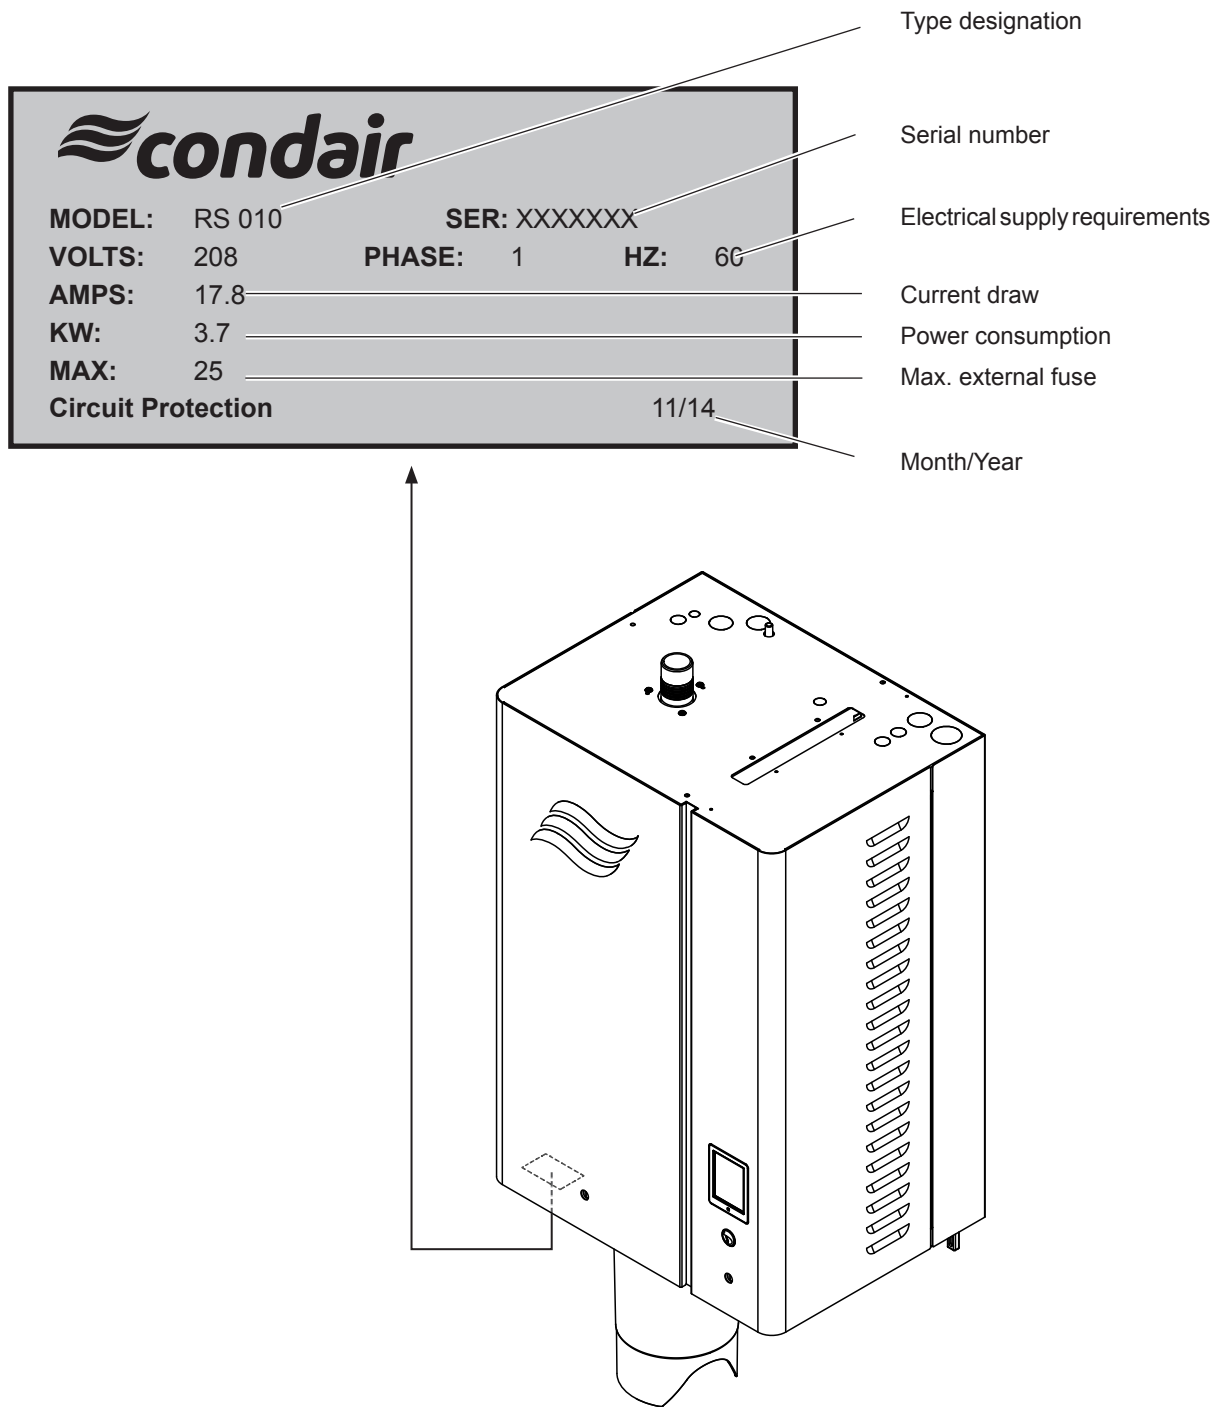 Type designation
condair
Serial number
MODEL: RS 010 SER: XXXXXXX
Electrical supply requirements
VOLTS: 208 PHASE: 1 HZ: 60
AMPS: 17.8
Current draw
KW: 3.7
Power consumption
MAX: 25
Max. external fuse
Circuit Protection 11/14
Month/Year